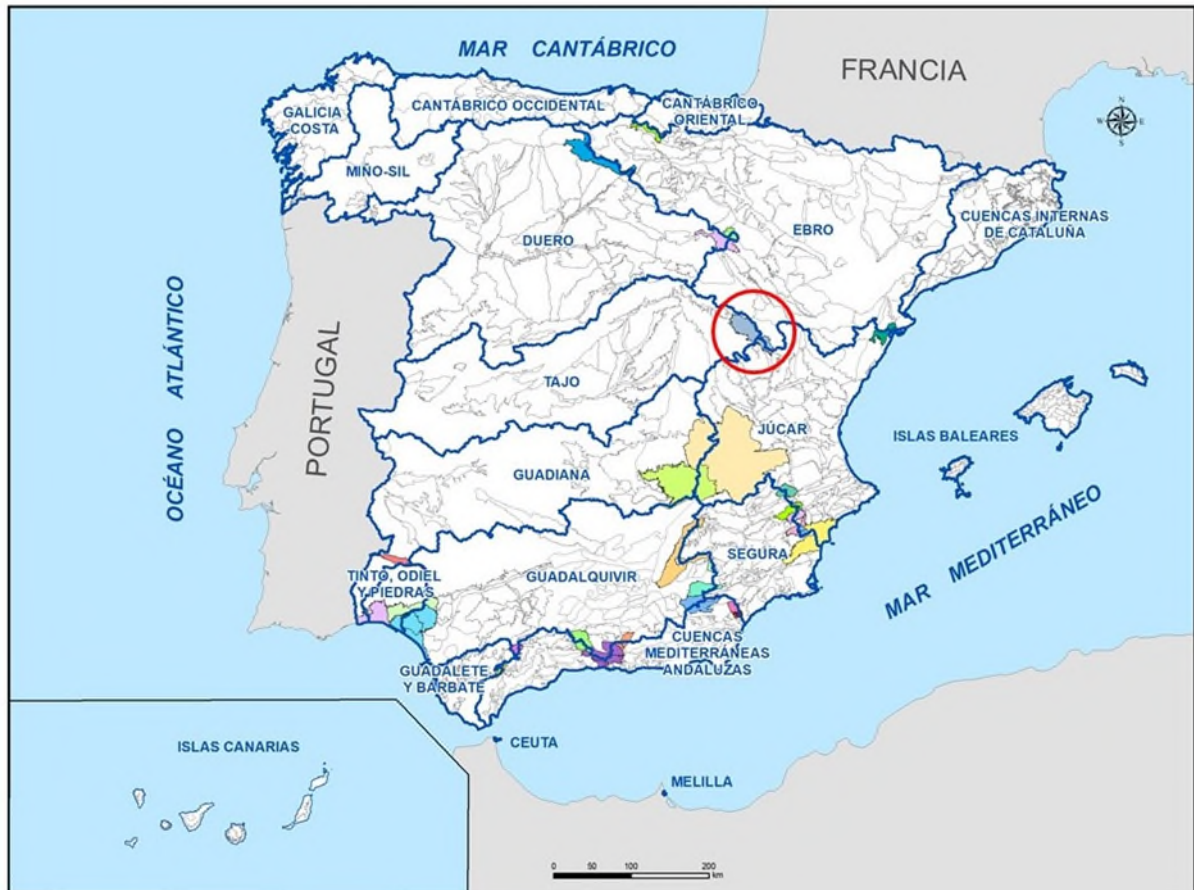 MAR CANTÁBRICO
FRANCIA
GALICIA
COSTA
CANTÁBRICO OCCIDENTAL
CANTÁBRICO
ORIENTAL
N
W
E
S
MIÑO-SIL
DUERO
EBRO
CUENCAS INTERNAS
DE CATALUÑA
OCÉANO ATLÁNTICO
PORTUGAL
TAJO
JÚCAR
ISLAS BALEARES
GUADIANA
MAR MEDITERRÁNEO
SEGURA
GUADALQUIVIR
TINTO, ODIEL
Y PIEDRAS
CUENCAS
MEDITERRÁNEAS
ANDALUZAS
GUADALETE
Y BARBATE
CEUTA
ISLAS CANARIAS
MELILLA
0 50 100 200
km